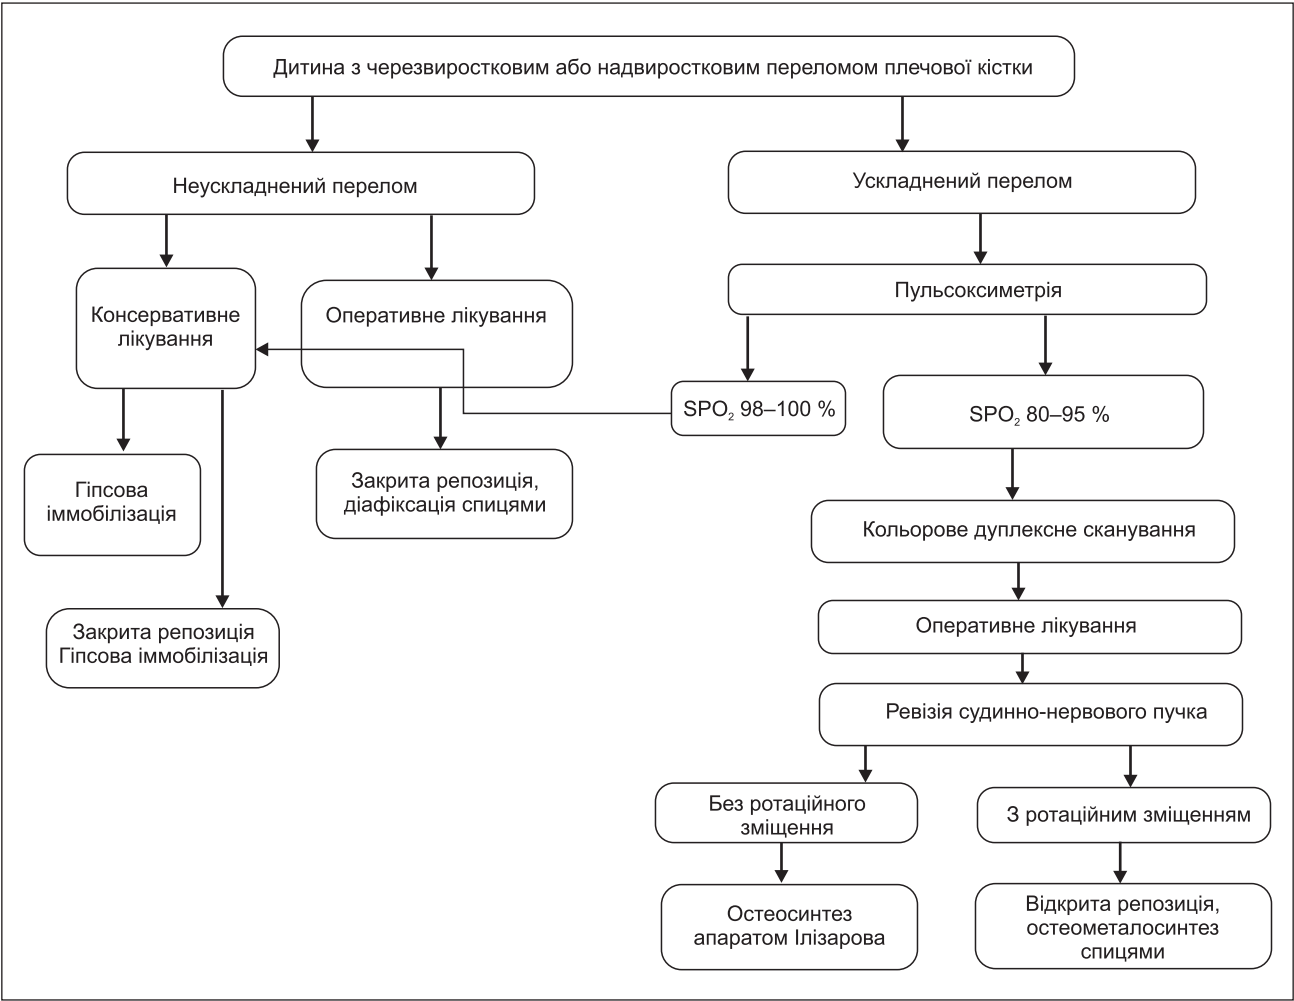 Дитина з черезвиростковим або надвиростковим переломом плечової кістки
Неускладнений перелом
Ускладнений перелом
Консервативне
лікування
Оперативне лікування
Пульсоксиметрія
SPO₂ 98–100 %
SPO₂ 80–95 %
Гіпсова
іммобілізація
Закрита репозиція,
діафіксація спицями
Закрита репозиція
Гіпсова іммобілізація
Кольорове дуплексне сканування
Оперативне лікування
Ревізія судинно-нервового пучка
Без ротаційного
зміщення
З ротаційним зміщенням
Остеосинтез
апаратом Ілізарова
Відкрита репозиція,
остеометалосинтез
спицями